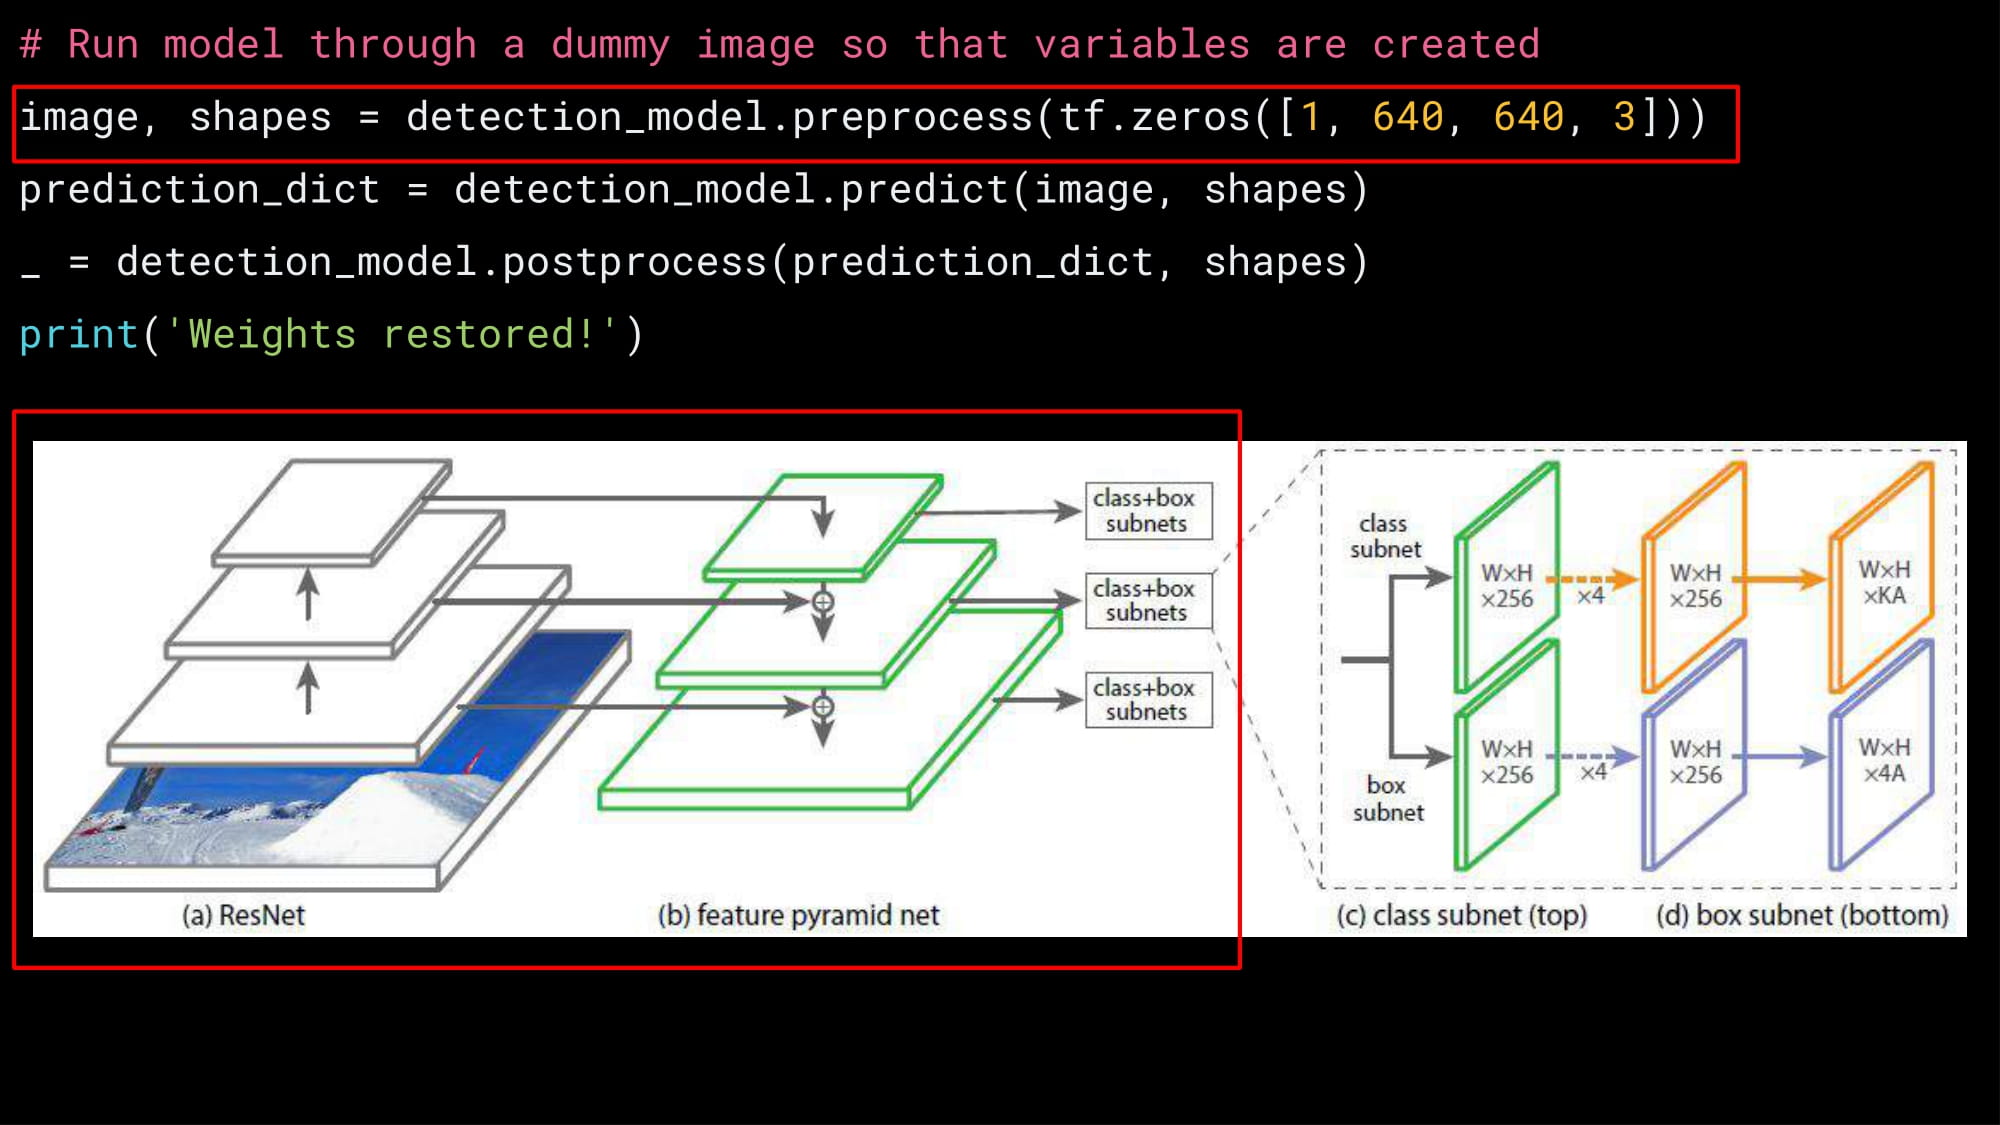 # Run model through a dummy image so that variables are created
image, shapes = detection_model.preprocess(tf.zeros([1, 640, 640, 3]))
prediction_dict = detection_model.predict(image, shapes)
_ = detection_model.postprocess(prediction_dict, shapes)
print('Weights restored!')
class+box
subnets
class+box
subnets
class+box
subnets
(a) ResNet
(b) feature pyramid net
class
subnet
W×H
×256
×4
W×H
×256
W×H
×KA
box
subnet
W×H
×256
×4
W×H
×256
W×H
×4A
(c) class subnet (top)
(d) box subnet (bottom)